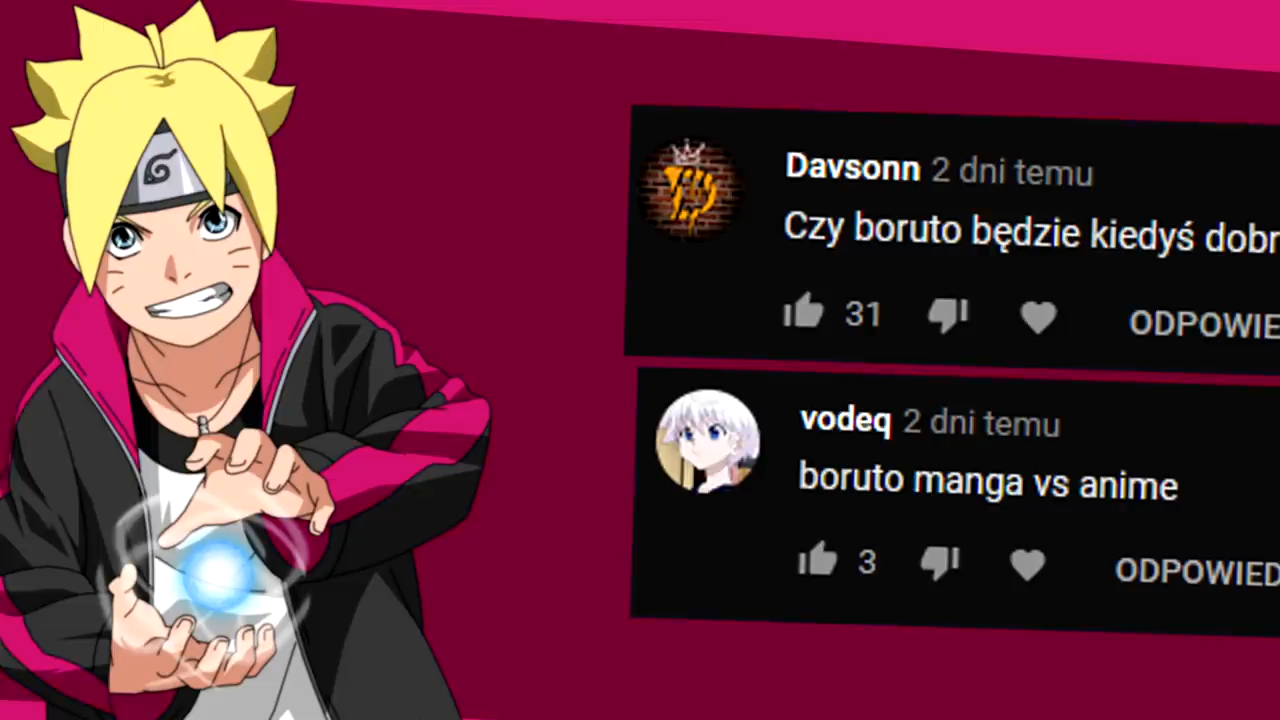 Davsonn 2 dni temu
Czy boruto będzie kiedyś dobr
31
ODPOWIE
vodeq 2 dni temu
boruto manga vs anime
3
ODPOWIED